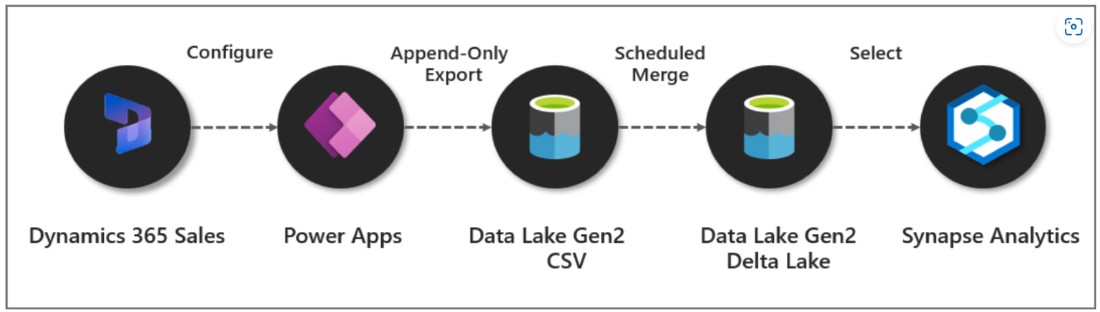 Configure
Append-Only
Export
Scheduled
Merge
Select
Dynamics 365 Sales
Power Apps
Data Lake Gen2
CSV
Data Lake Gen2
Delta Lake
Synapse Analytics